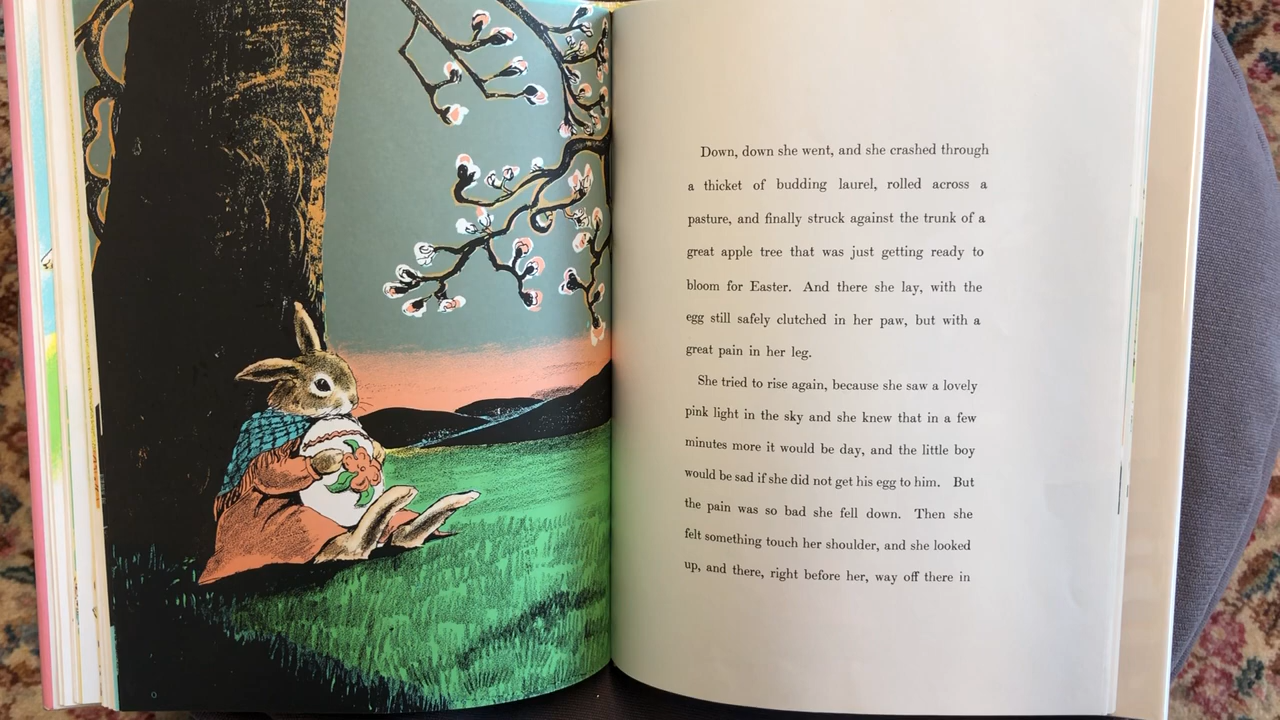 Down, down she went, and she crashed through
a thicket of budding laurel, rolled across a
pasture, and finally struck against the trunk of a
great apple tree that was just getting ready to
bloom for Easter. And there she lay, with the
egg still safely clutched in her paw, but with a
great pain in her leg.
She tried to rise again, because she saw a lovely
pink light in the sky and she knew that in a few
minutes more it would be day, and the little boy
would be sad if she did not get his egg to him. But
the pain was so bad she fell down. Then she
felt something touch her shoulder, and she looked
up, and there, right before her, way off there in